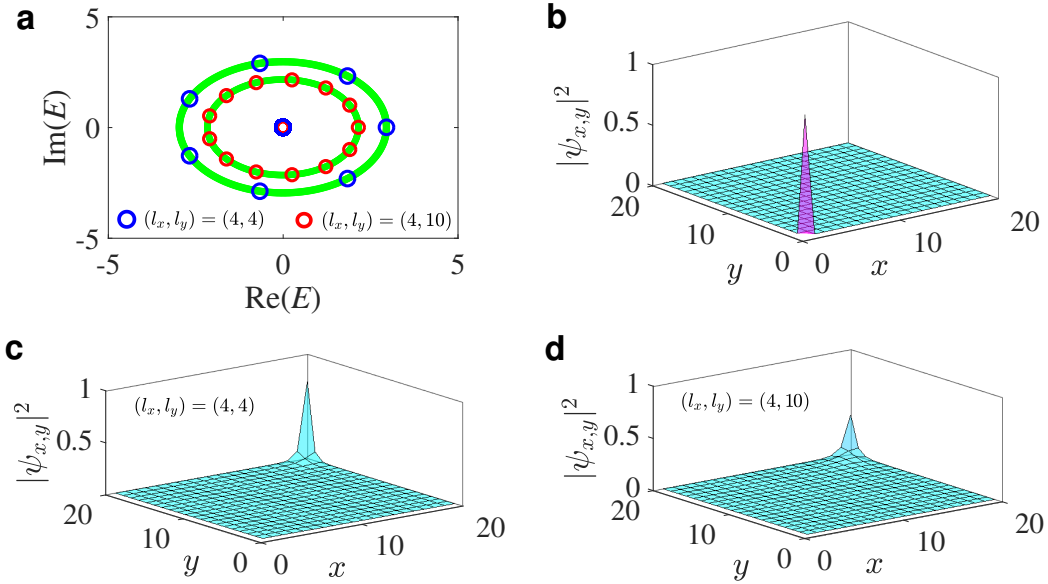 a
5
0
-5
-5
0
5
Im(E)
Re(E)
(l_x, l_y) = (4, 4)
(l_x, l_y) = (4, 10)
b
1
0.5
0
20
10
0
0
10
20
|ψ_{x,y}|^2
y
x
c
(l_x, l_y) = (4, 4)
1
0.5
20
10
0
0
10
20
|ψ_{x,y}|^2
y
x
d
(l_x, l_y) = (4, 10)
1
0.5
0
20
10
0
0
10
20
|ψ_{x,y}|^2
y
x